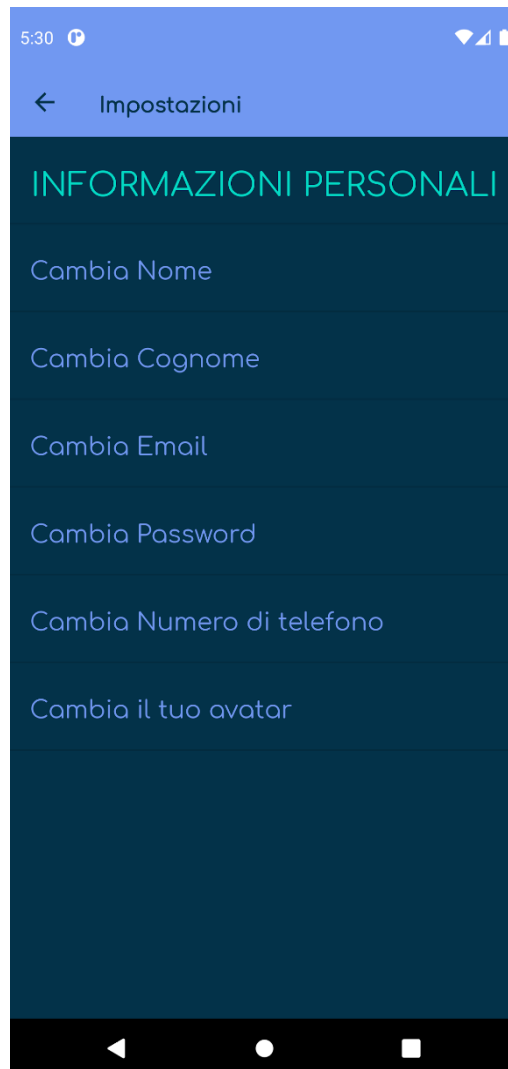 5:30
Impostazioni
INFORMAZIONI PERSONALI
Cambia Nome
Cambia Cognome
Cambia Email
Cambia Password
Cambia Numero di telefono
Cambia il tuo avatar